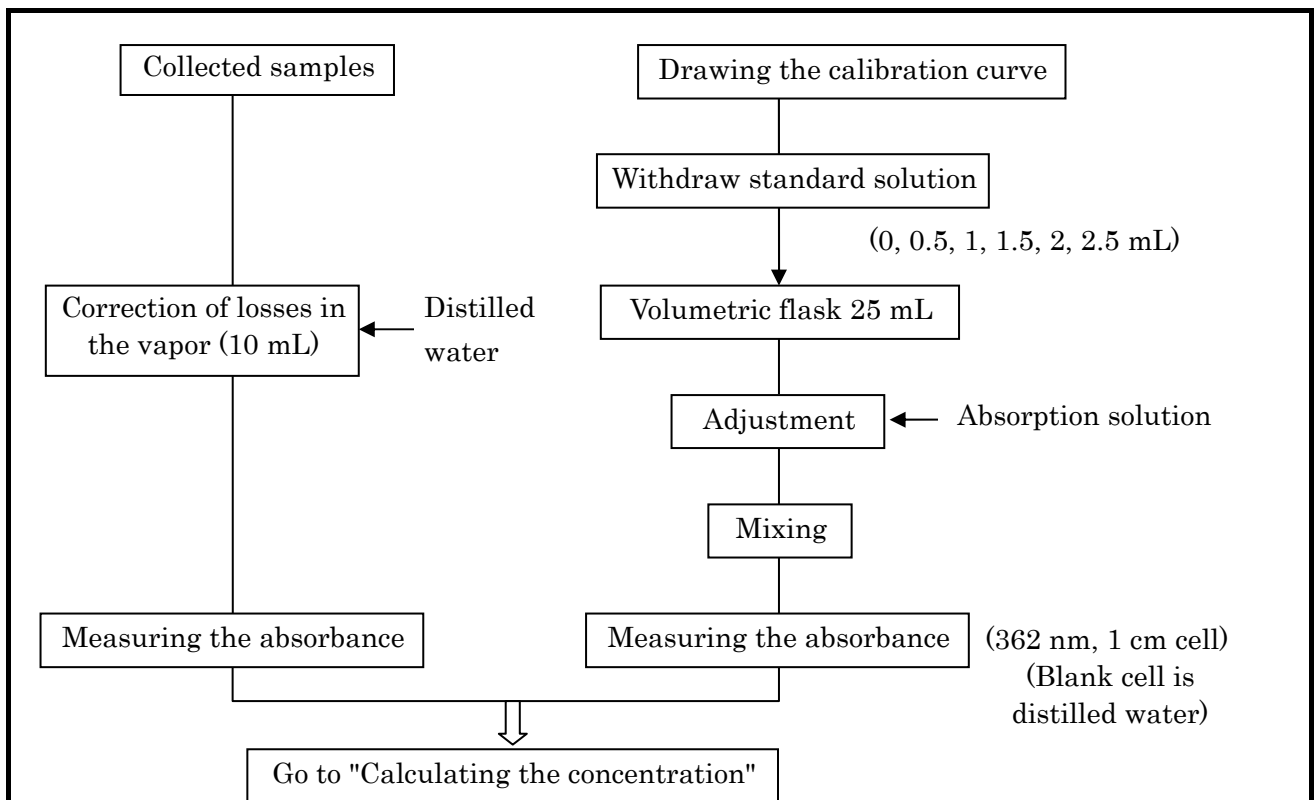 Collected samples
Drawing the calibration curve
Withdraw standard solution
(0, 0.5, 1, 1.5, 2, 2.5 mL)
Correction of losses in
the vapor (10 mL)
Distilled
water
Volumetric flask 25 mL
Adjustment
Absorption solution
Mixing
Measuring the absorbance
Measuring the absorbance
(362 nm, 1 cm cell)
(Blank cell is
distilled water)
Go to "Calculating the concentration"